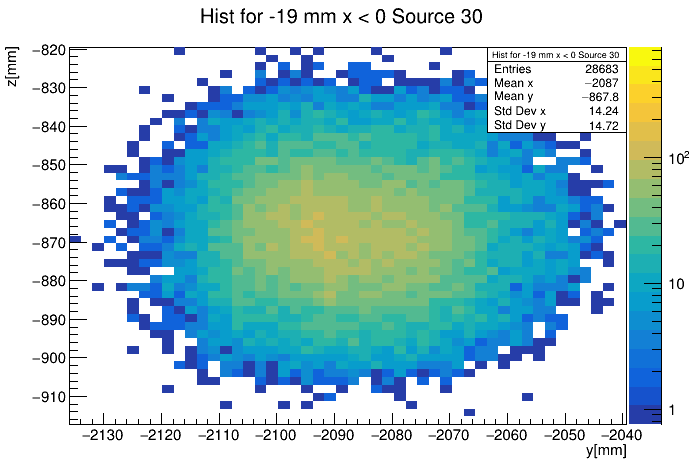 Hist for -19 mm x < 0 Source 30
z[mm]
Hist for -19 mm x < 0 Source 30
Entries 28683
Mean x −2087
Mean y −867.8
Std Dev x 14.24
Std Dev y 14.72
−820
−830
−840
−850
−860
−870
−880
−890
−900
−910
10²
10
1
−2130 −2120 −2110 −2100 −2090 −2080 −2070 −2060 −2050 −2040
y[mm]